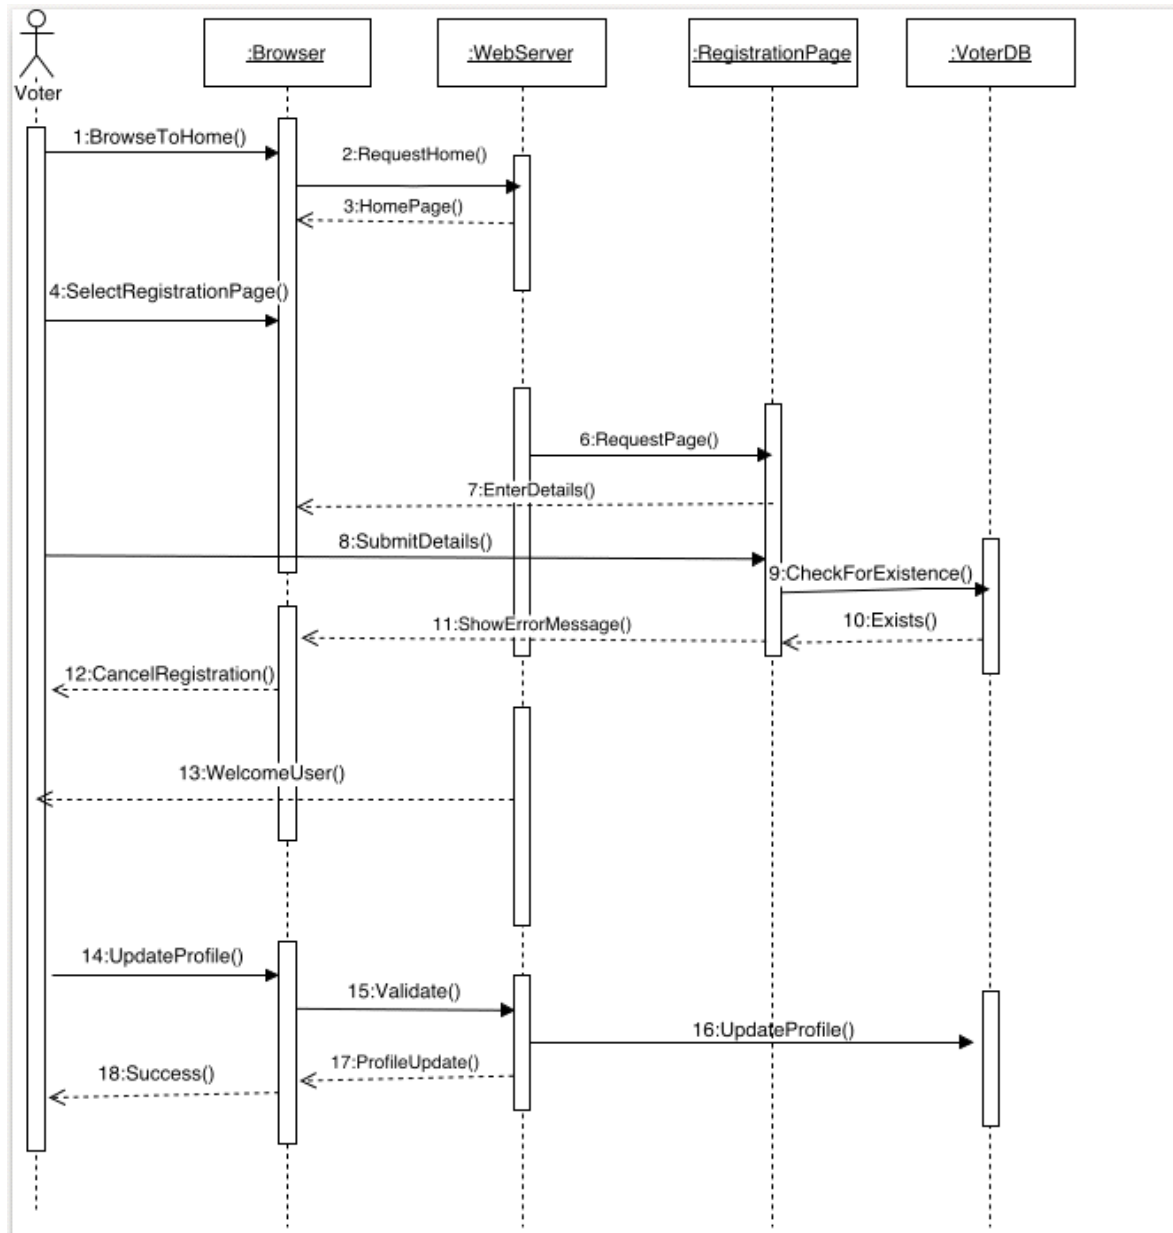 Voter
:Browser
:WebServer
:RegistrationPage
:VoterDB
1:BrowseToHome()
2:RequestHome()
3:HomePage()
4:SelectRegistrationPage()
6:RequestPage()
7:EnterDetails()
8:SubmitDetails()
9:CheckForExistence()
10:Exists()
11:ShowErrorMessage()
12:CancelRegistration()
13:WelcomeUser()
14:UpdateProfile()
15:Validate()
16:UpdateProfile()
17:ProfileUpdate()
18:Success()